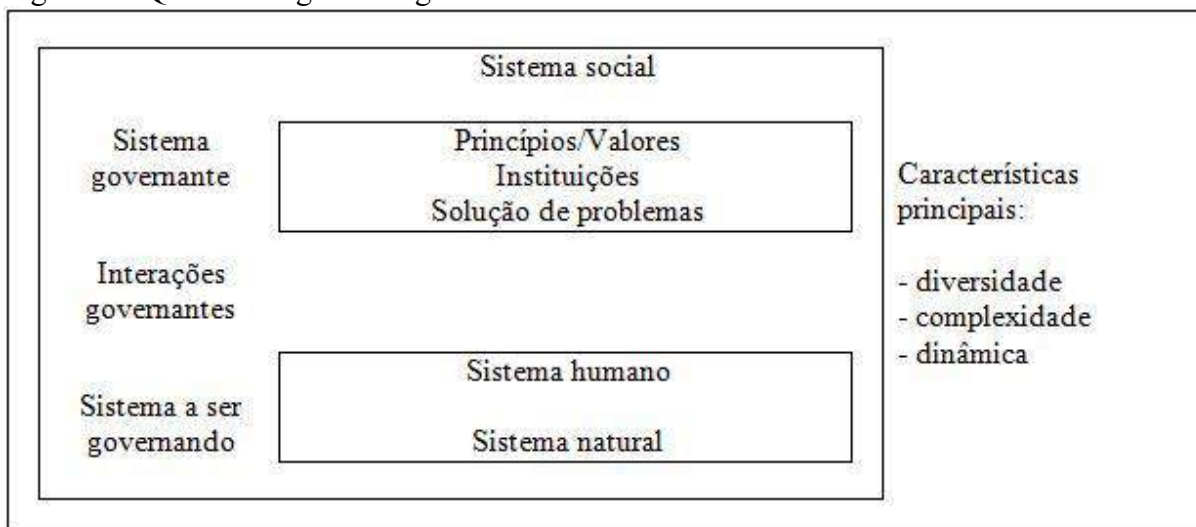 Sistema social
Sistema
governante
Princípios/Valores
Instituições
Solução de problemas
Interações
governantes
Sistema a ser
governando
Sistema humano
Sistema natural
Características
principais:
- diversidade
- complexidade
- dinâmica